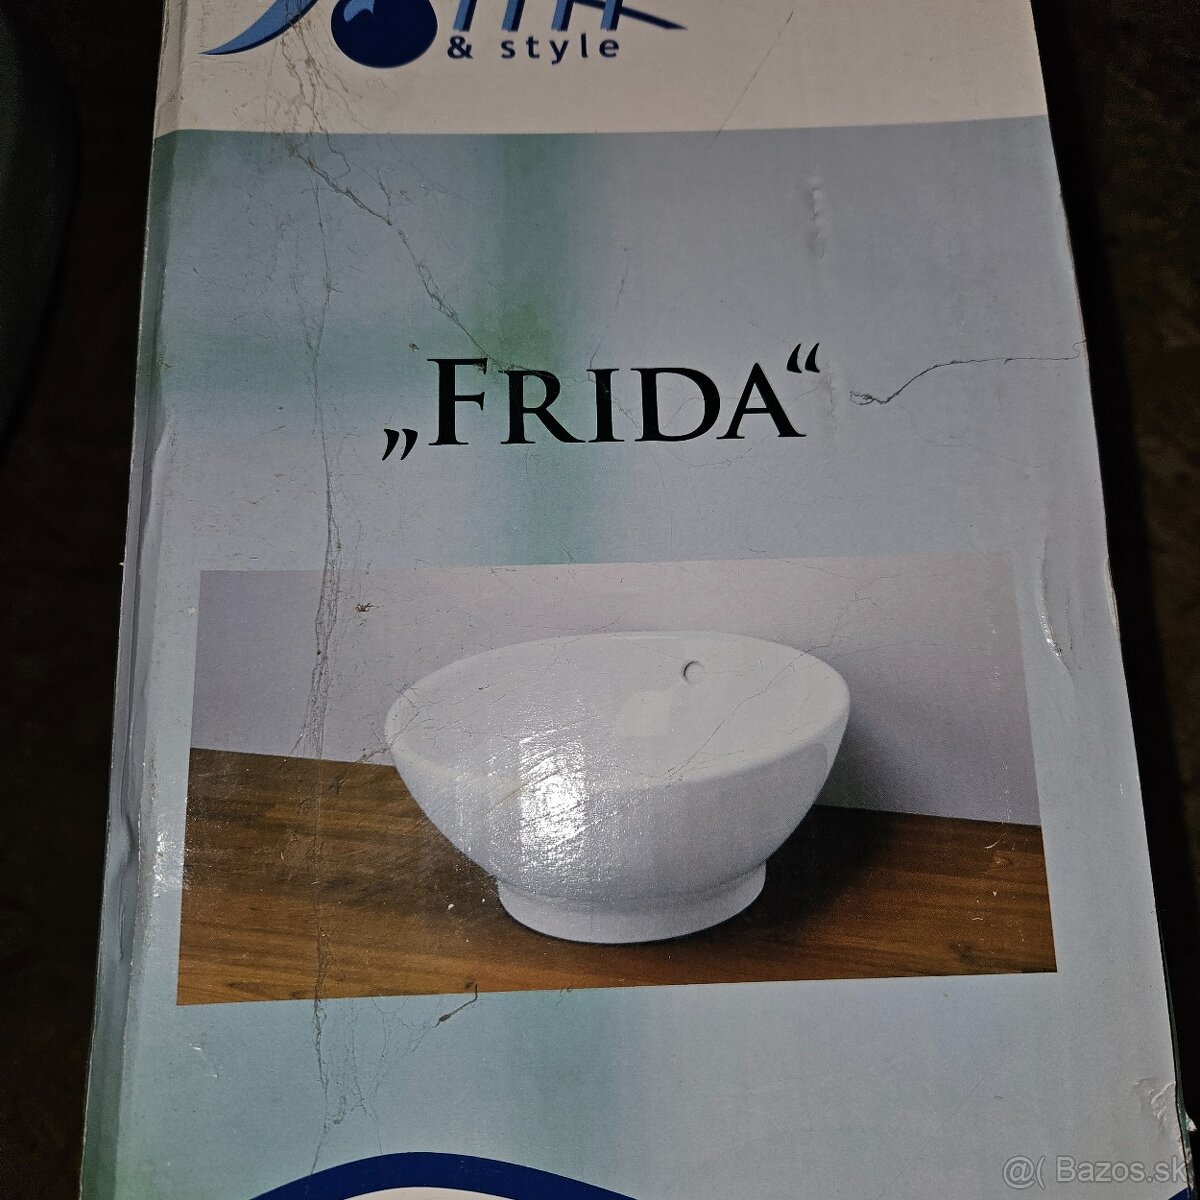 & style
„FRIDA“
@( Bazos.sk